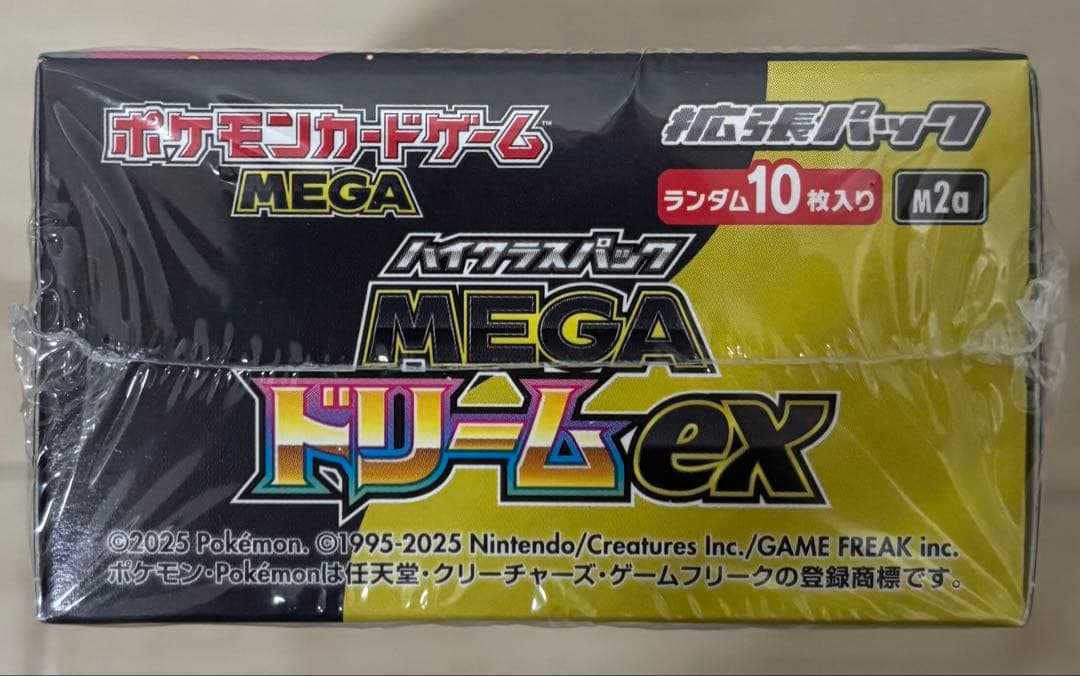 ポケモンカードゲーム™
MEGA
拡張パック
ランダム10枚入り
M2a
ハイクラスパック
MEGA
ドリームex
©2025 Pokémon. ©1995-2025 Nintendo/Creatures Inc./GAME FREAK inc.
ポケモン・Pokémonは任天堂・クリーチャーズ・ゲームフリークの登録商標です。